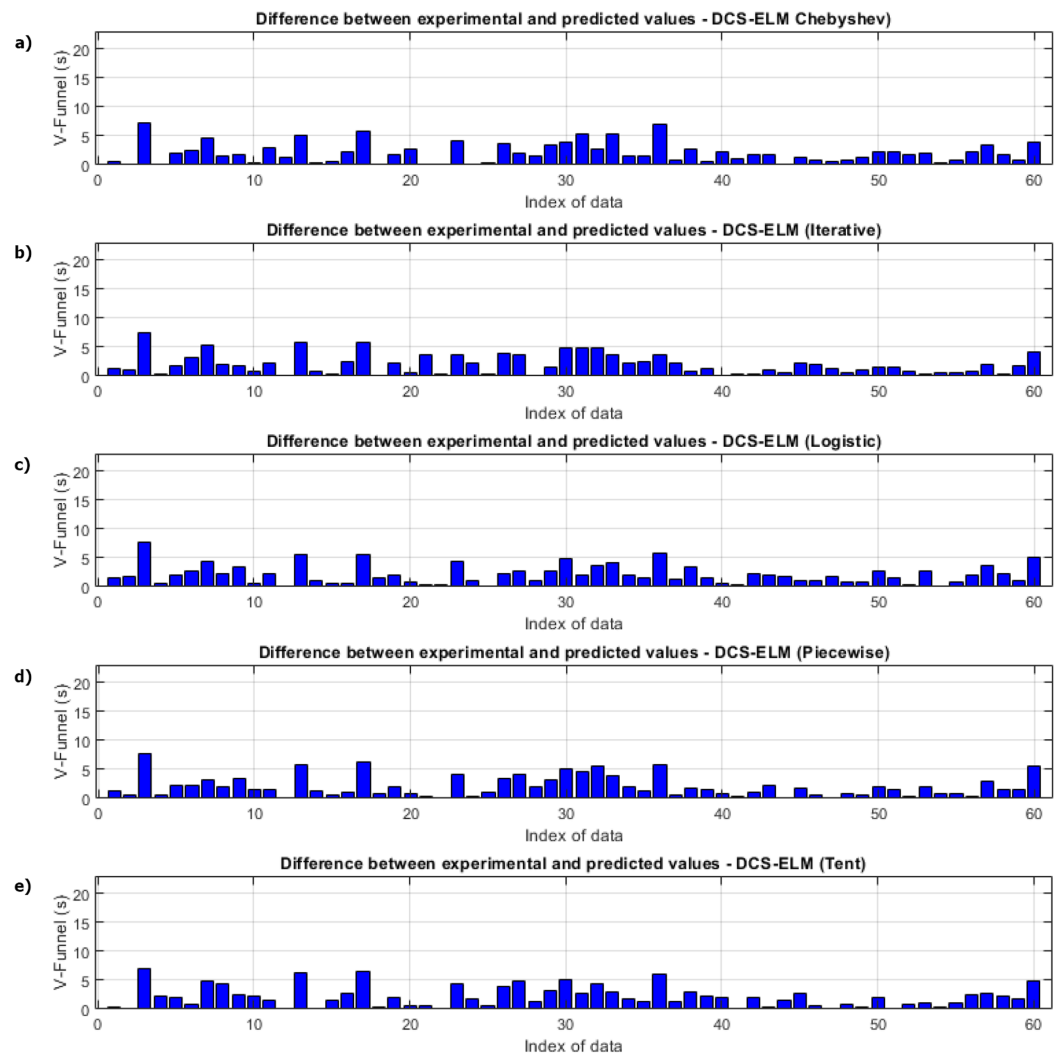 Difference between experimental and predicted values - DCS-ELM Chebyshev)
a)
V-Funnel (s)
20
15
10
5
0
0 10 20 30 40 50 60
Index of data
Difference between experimental and predicted values - DCS-ELM (Iterative)
b)
V-Funnel (s)
20
15
10
5
0
0 10 20 30 40 50 60
Index of data
Difference between experimental and predicted values - DCS-ELM (Logistic)
c)
V-Funnel (s)
20
15
10
5
0
0 10 20 30 40 50 60
Index of data
Difference between experimental and predicted values - DCS-ELM (Piecewise)
d)
V-Funnel (s)
20
15
10
5
0
0 10 20 30 40 50 60
Index of data
Difference between experimental and predicted values - DCS-ELM (Tent)
e)
V-Funnel (s)
20
15
10
5
0
0 10 20 30 40 50 60
Index of data